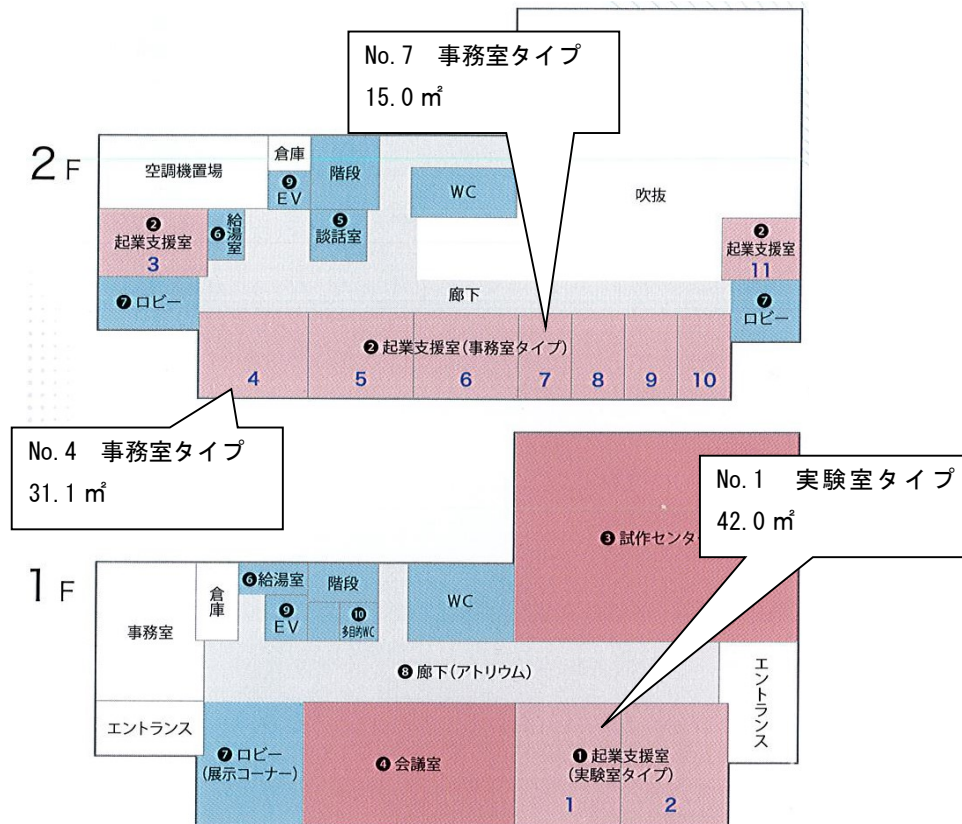 No.7 事務室タイプ
15.0 ㎡
2F
空調機置場
倉庫
❾
EV
階段
WC
吹抜
❷
起業支援室
3
❻
給湯室
❺
談話室
❷
起業支援室
11
❼ロビー
廊下
❼
ロビー
❷起業支援室(事務室タイプ)
4
5
6
7
8
9
10
No.4 事務室タイプ
31.1 ㎡
No.1 実験室タイプ
42.0 ㎡
❸試作センター
1F
事務室
倉庫
❻給湯室
❾
EV
階段
❿
多目的WC
WC
❽廊下(アトリウム)
エントランス
エントランス
❼ロビー
(展示コーナー)
❹会議室
❶起業支援室
(実験室タイプ)
1
2